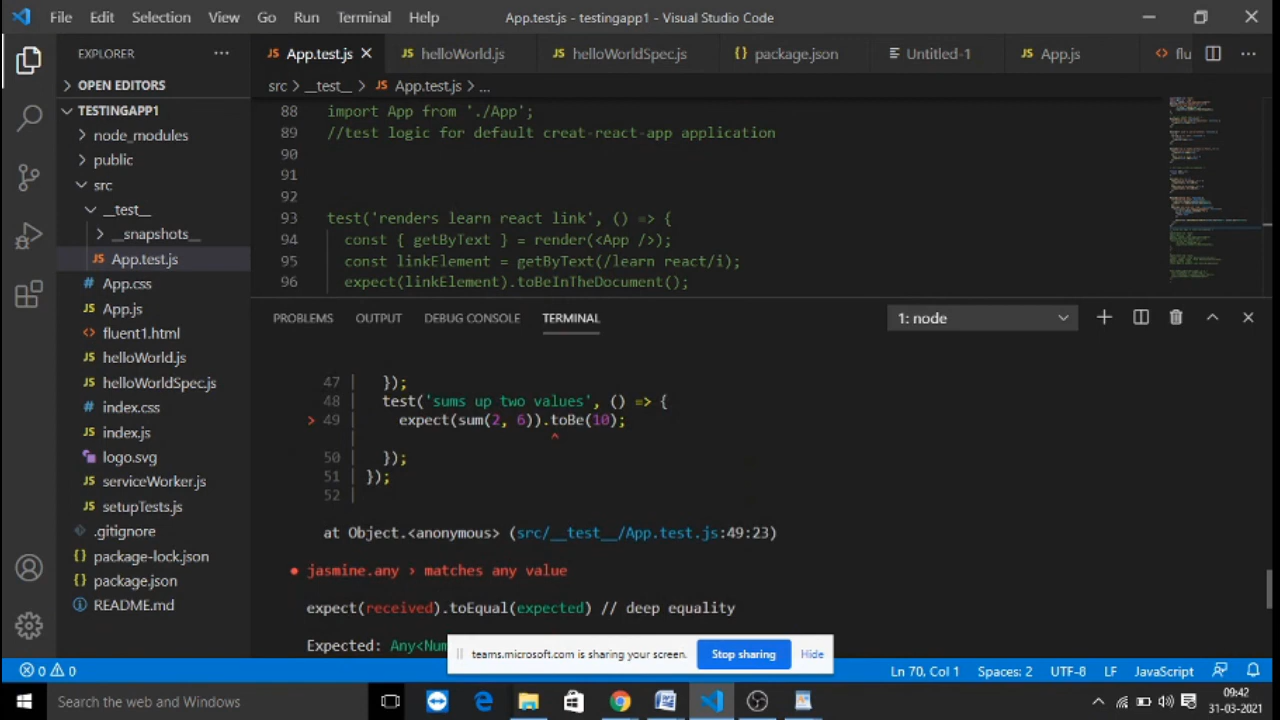 File Edit Selection View Go Run Terminal Help App.test.js - testingapp1 - Visual Studio Code
EXPLORER ...
App.test.js helloWorld.js helloWorldSpec.js package.json Untitled-1 App.js flu ...
OPEN EDITORS
src > __test__ > App.test.js > ...
TESTINGAPP1
node_modules
public
src
__test__
__snapshots__
App.test.js
App.css
App.js
fluent1.html
helloWorld.js
helloWorldSpec.js
index.css
index.js
logo.svg
serviceWorker.js
setupTests.js
.gitignore
package-lock.json
package.json
README.md
88 import App from './App';
89 //test logic for default creat-react-app application
90
91
92
93 test('renders learn react link', () => {
94 const { getByText } = render(<App />);
95 const linkElement = getByText(/learn react/i);
96 expect(linkElement).toBeInTheDocument();
PROBLEMS OUTPUT DEBUG CONSOLE TERMINAL 1: node
47 | });
48 | test('sums up two values', () => {
> 49 | expect(sum(2, 6)).toBe(10);
| ^
50 | });
51 | });
52 |
at Object.<anonymous> (src/__test__/App.test.js:49:23)
● jasmine.any › matches any value
expect(received).toEqual(expected) // deep equality
Expected: Any<Num
teams.microsoft.com is sharing your screen. Stop sharing Hide
0 0 Ln 70, Col 1 Spaces: 2 UTF-8 LF JavaScript
Search the web and Windows
09:42
31-03-2021